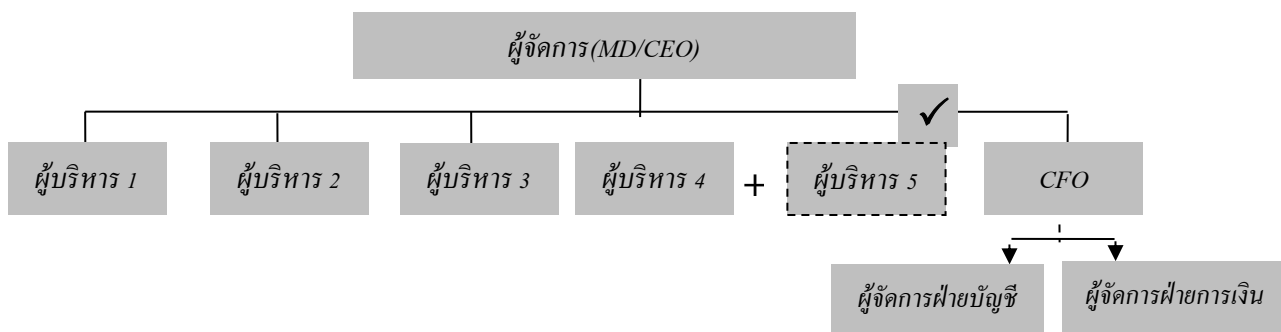 ผู้จัดการ(MD/CEO)
✓
ผู้บริหาร 1
ผู้บริหาร 2
ผู้บริหาร 3
ผู้บริหาร 4
+
ผู้บริหาร 5
CFO
ผู้จัดการฝ่ายบัญชี
ผู้จัดการฝ่ายการเงิน